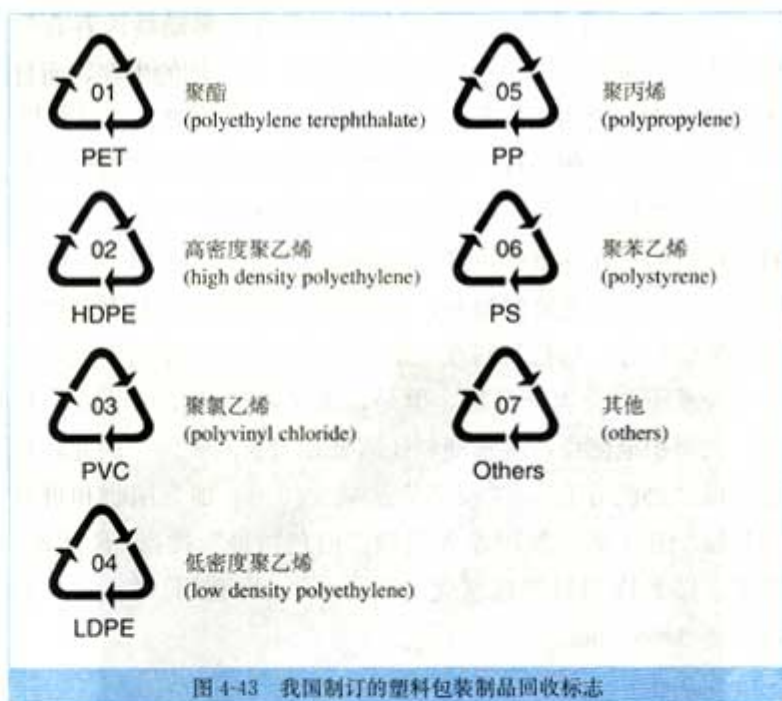 01
PET
聚酯
(polyethylene terephthalate)
05
PP
聚丙烯
(polypropylene)
02
HDPE
高密度聚乙烯
(high density polyethylene)
06
PS
聚苯乙烯
(polystyrene)
03
PVC
聚氯乙烯
(polyvinyl chloride)
07
Others
其他
(others)
04
LDPE
低密度聚乙烯
(low density polyethylene)
图 4-43 我国制订的塑料包装制品回收标志